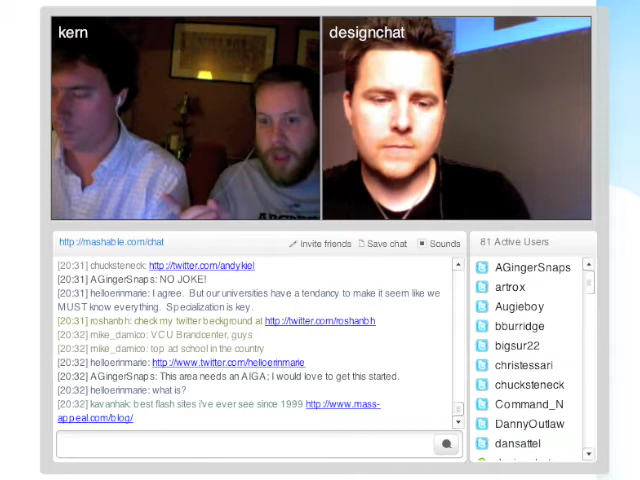 kern
designchat
ABERCR
http://mashable.com/chat
Invite friends
Save chat
Sounds
81 Active Users
[20:31] chucksteneck: http://twitter.com/andykiel
[20:31] AGingerSnaps: NO JOKE!
[20:31] helloerinmarie: I agree. But our universities have a tendancy to make it seem like we
MUST know everything. Specialization is key.
[20:31] roshanbh: check my twitter beckground at http://twitter.com/roshanbh
[20:32] mike_damico: VCU Brandcenter, guys
[20:32] mike_damico: top ad school in the country
[20:32] helloerinmarie: http://www.twitter.com/helloerinmarie
[20:32] AGingerSnaps: This area needs an AIGA; I would love to get this started.
[20:32] helloerinmarie: what is?
[20:32] kavanhak: best flash sites i've ever see since 1999 http://www.mass-
appeal.com/blog/
AGingerSnaps
artrox
Augieboy
bburridge
bigsur22
christessari
chucksteneck
Command_N
DannyOutlaw
dansattel